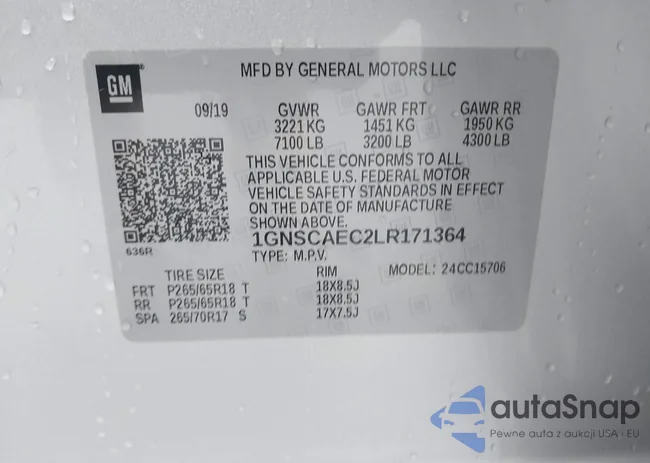 GM
MFD BY GENERAL MOTORS LLC
09/19 GVWR GAWR FRT GAWR RR
3221 KG 1451 KG 1950 KG
7100 LB 3200 LB 4300 LB
THIS VEHICLE CONFORMS TO ALL
APPLICABLE U.S. FEDERAL MOTOR
VEHICLE SAFETY STANDARDS IN EFFECT
ON THE DATE OF MANUFACTURE
SHOWN ABOVE.
636R
1GNSCAEC2LR171364
TYPE: M.P.V. MODEL: 24CC15706
TIRE SIZE RIM
FRT P265/65R18 T 18X8.5J
RR P265/65R18 T 18X8.5J
SPA 265/70R17 S 17X7.5J
autaSnap
Pewne auta z aukcji USA - EU